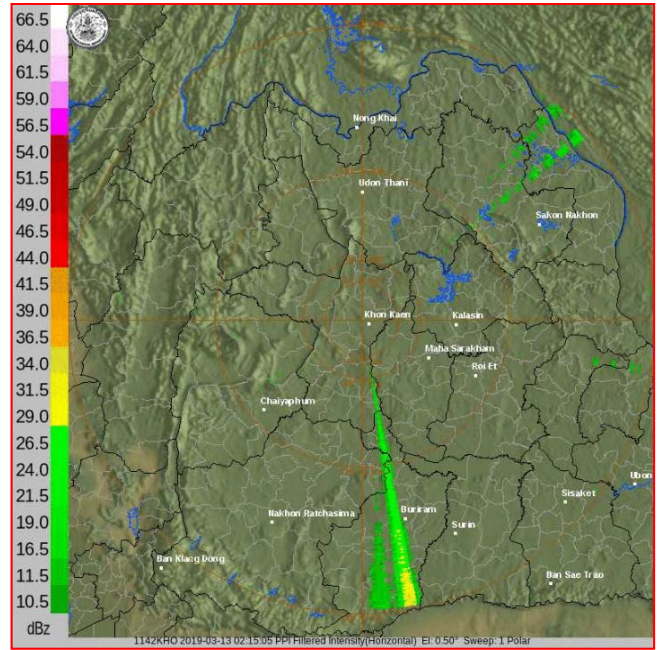 66.5
64.0
61.5
59.0
56.5
54.0
51.5
49.0
46.5
44.0
41.5
39.0
36.5
34.0
31.5
29.0
26.5
24.0
21.5
19.0
16.5
11.5
10.5
dBz
Nong Khai
Udon Thani
Sakon Nakhon
Khon Kaen
Kalasin
Maha Sarakham
Roi Et
Chaiyaphum
Ubon
Sisaket
Nakhon Ratchasima
Buriram
Surin
Ban Klang Dong
Ban Sae Trao
1142KHO 2019-03-13 02:15:05 PPI Filtered Intensity(Horizontal) El: 0.50° Sweep: 1 Polar